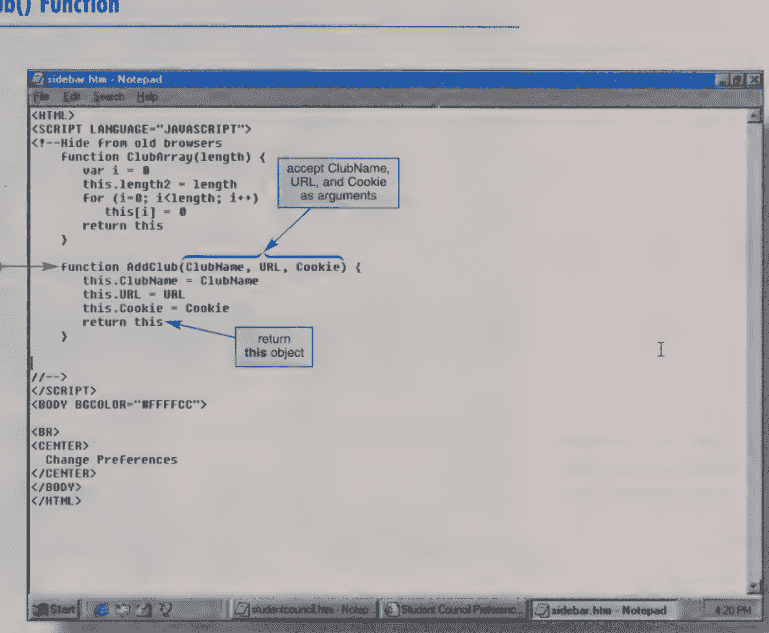 ub() Function
sidebar.htm - Notepad
File Edit Search Help
<HTML>
<SCRIPT LANGUAGE="JAVASCRIPT">
<!--Hide from old browsers
function ClubArray(length) {
var i = 0
this.length2 = length
for (i=0; i<length; i++)
this[i] = 0
return this
}
accept ClubName,
URL, and Cookie
as arguments
function AddClub(ClubName, URL, Cookie) {
this.ClubName = ClubName
this.URL = URL
this.Cookie = Cookie
return this
}
return
this object
//-->
</SCRIPT>
<BODY BGCOLOR="#FFFFCC">
<BR>
<CENTER>
Change Preferences
</CENTER>
</BODY>
</HTML>
Start studentcouncil.htm - Notep Student Council Preferenc... sidebar.htm - Notepad 4:20 PM